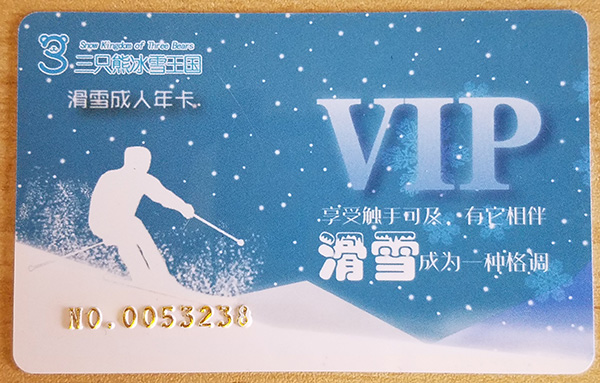 Snow Kingdom of Three Bears
三只熊冰雪王国
滑雪成人年卡
VIP
享受触手可及,有它相伴
滑雪成为一种格调
NO.0053238